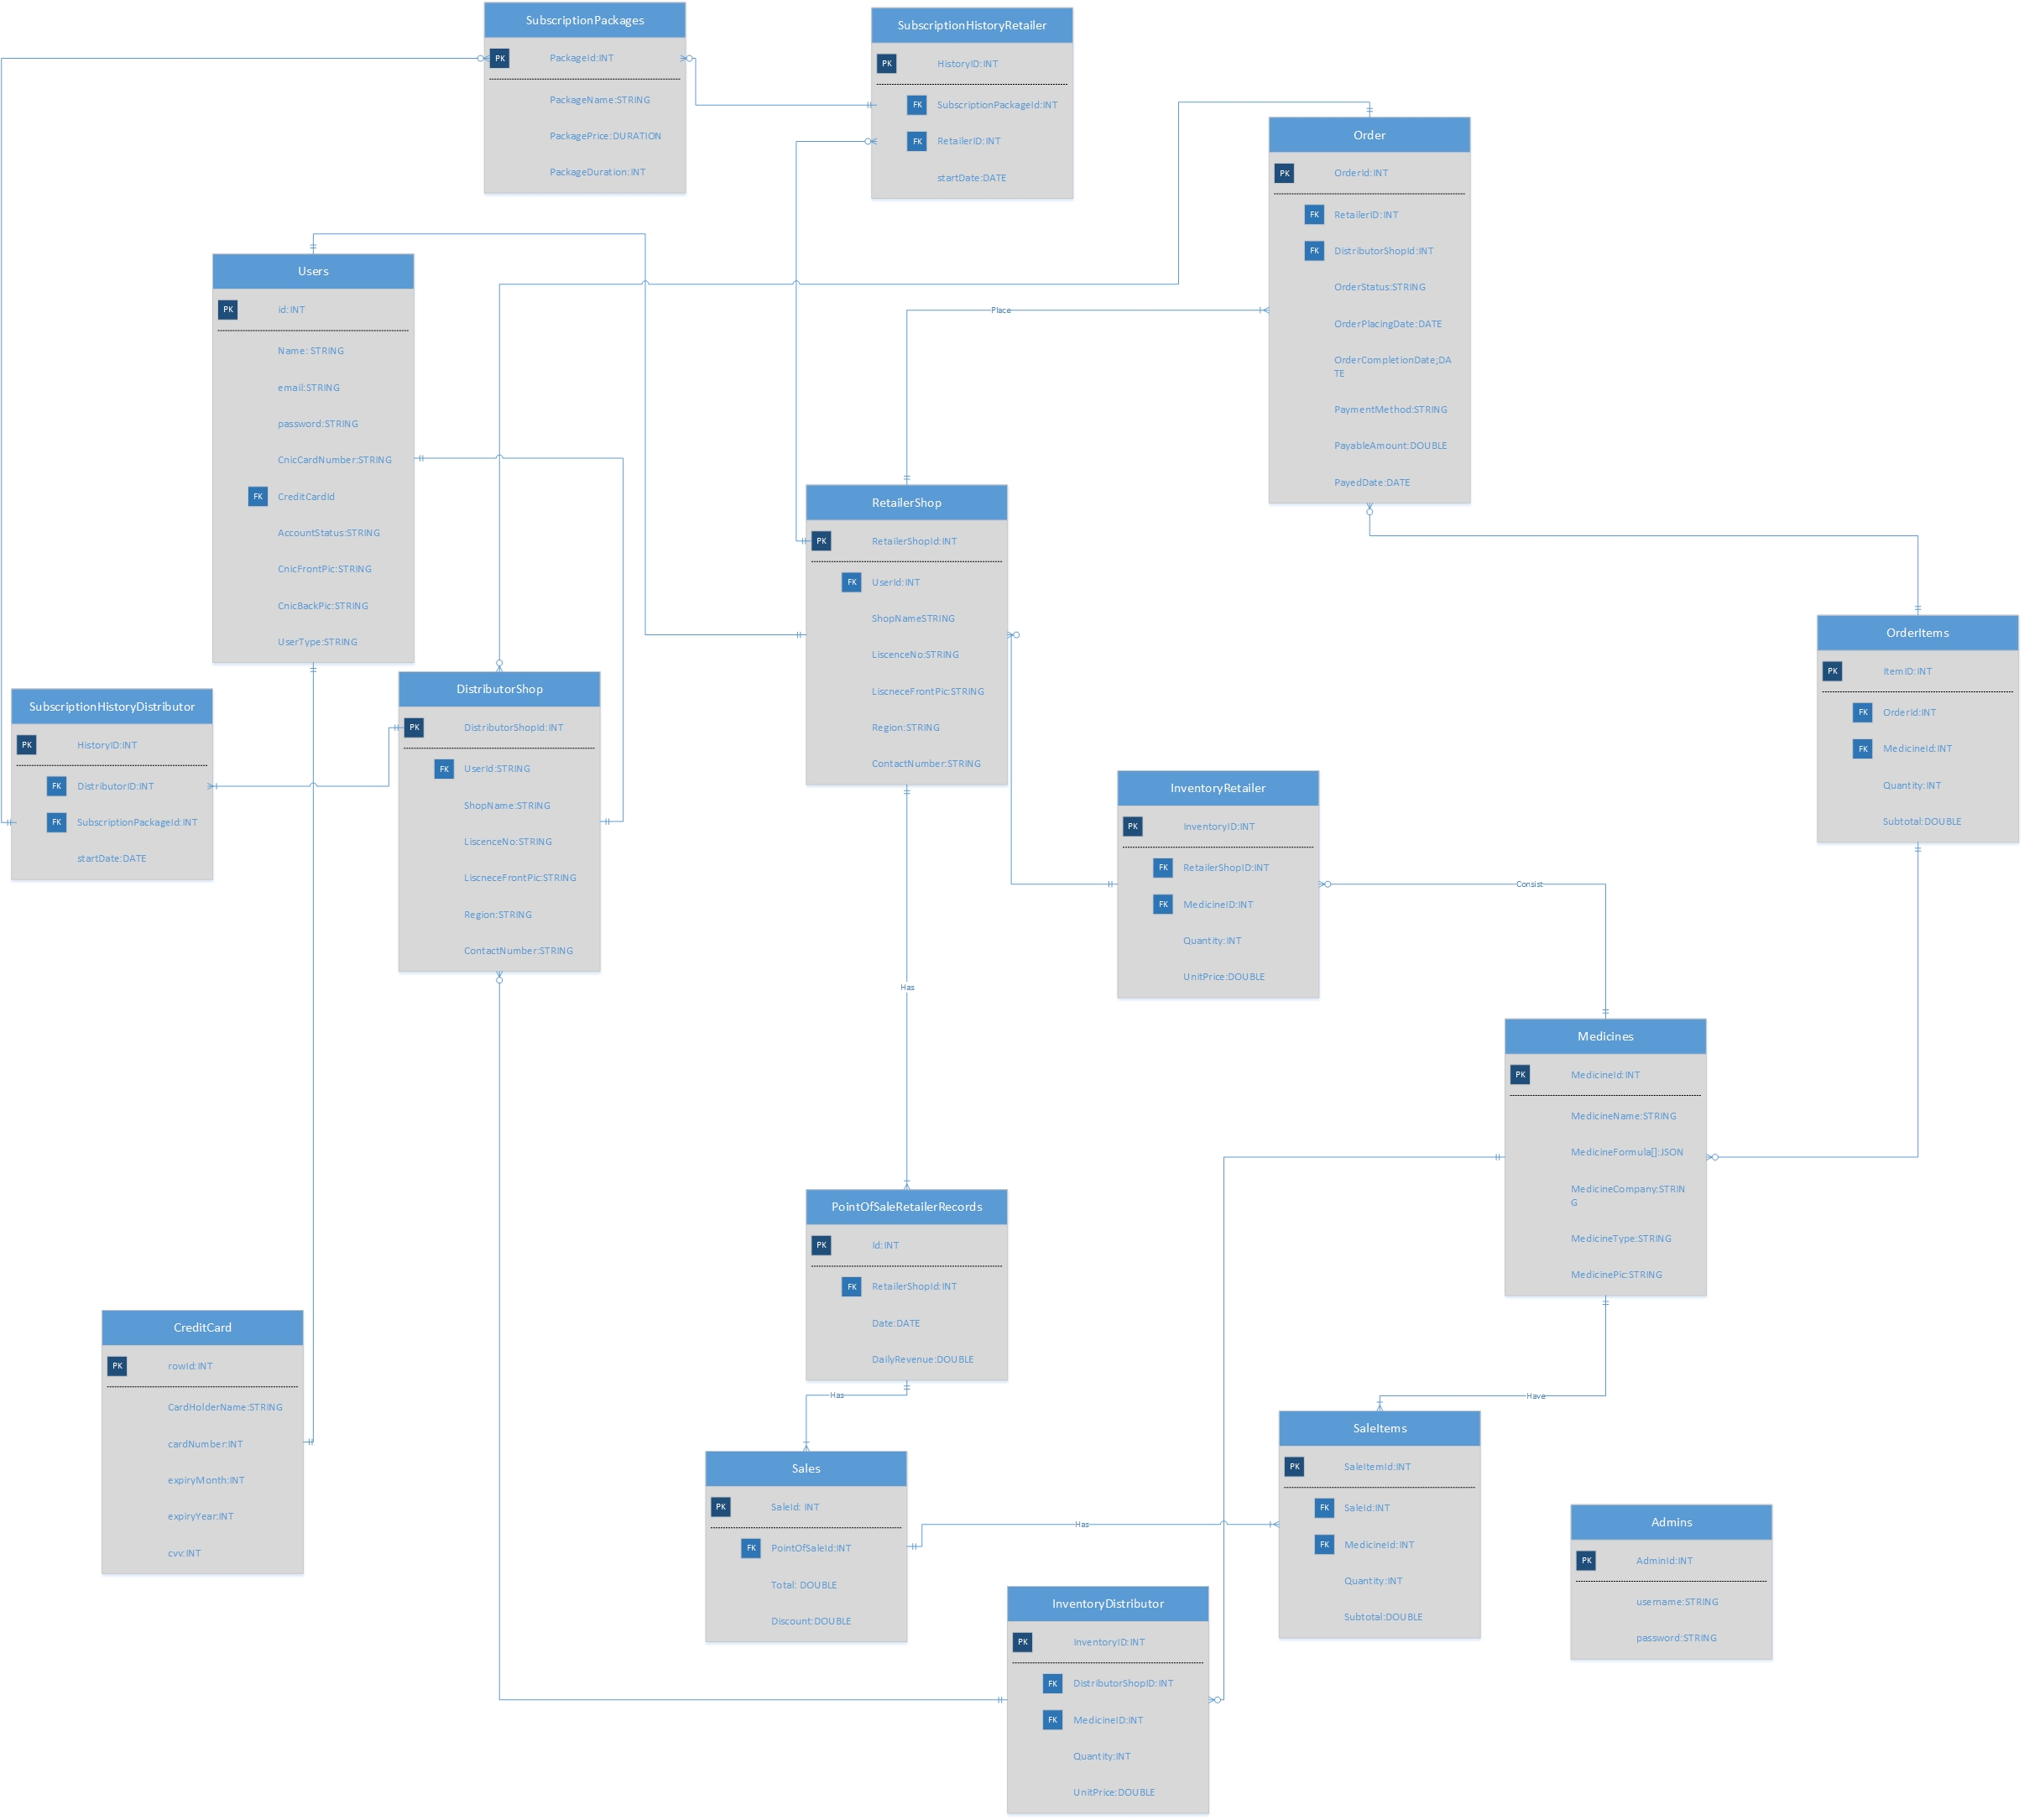 SubscriptionPackages
PK PackageId:INT
PackageName:STRING
PackagePrice:DURATION
PackageDuration:INT
SubscriptionHistoryRetailer
PK HistoryID:INT
FK SubscriptionPackageId:INT
FK RetailerID:INT
startDate:DATE
Order
PK OrderId:INT
FK RetailerID:INT
FK DistributorShopId:INT
OrderStatus:STRING
OrderPlacingDate:DATE
OrderCompletionDate;DA
TE
PaymentMethod:STRING
PayableAmount:DOUBLE
PayedDate:DATE
Users
PK id:INT
Name: STRING
email:STRING
password:STRING
CnicCardNumber:STRING
FK CreditCardId
AccountStatus:STRING
CnicFrontPic:STRING
CnicBackPic:STRING
UserType:STRING
Place
RetailerShop
PK RetailerShopId:INT
FK UserId:INT
ShopNameSTRING
LiscenceNo:STRING
LiscneceFrontPic:STRING
Region:STRING
ContactNumber:STRING
OrderItems
PK ItemID:INT
FK OrderId:INT
FK MedicineId:INT
Quantity:INT
Subtotal:DOUBLE
SubscriptionHistoryDistributor
PK HistoryID:INT
FK DistributorID:INT
FK SubscriptionPackageId:INT
startDate:DATE
DistributorShop
PK DistributorShopId:INT
FK UserId:STRING
ShopName:STRING
LiscenceNo:STRING
LiscneceFrontPic:STRING
Region:STRING
ContactNumber:STRING
InventoryRetailer
PK InventoryID:INT
FK RetailerShopID:INT
FK MedicineID:INT
Quantity:INT
UnitPrice:DOUBLE
Consist
Has
Medicines
PK MedicineId:INT
MedicineName:STRING
MedicineFormula[]:JSON
MedicineCompany:STRIN
G
MedicineType:STRING
MedicinePic:STRING
PointOfSaleRetailerRecords
PK Id:INT
FK RetailerShopId:INT
Date:DATE
DailyRevenue:DOUBLE
CreditCard
PK rowId:INT
CardHolderName:STRING
cardNumber:INT
expiryMonth:INT
expiryYear:INT
cvv:INT
Has
Have
Sales
PK SaleId: INT
FK PointOfSaleId:INT
Total: DOUBLE
Discount:DOUBLE
Has
SaleItems
PK SaleItemId:INT
FK SaleId:INT
FK MedicineId:INT
Quantity:INT
Subtotal:DOUBLE
Admins
PK AdminId:INT
username:STRING
password:STRING
InventoryDistributor
PK InventoryID:INT
FK DistributorShopID:INT
FK MedicineID:INT
Quantity:INT
UnitPrice:DOUBLE